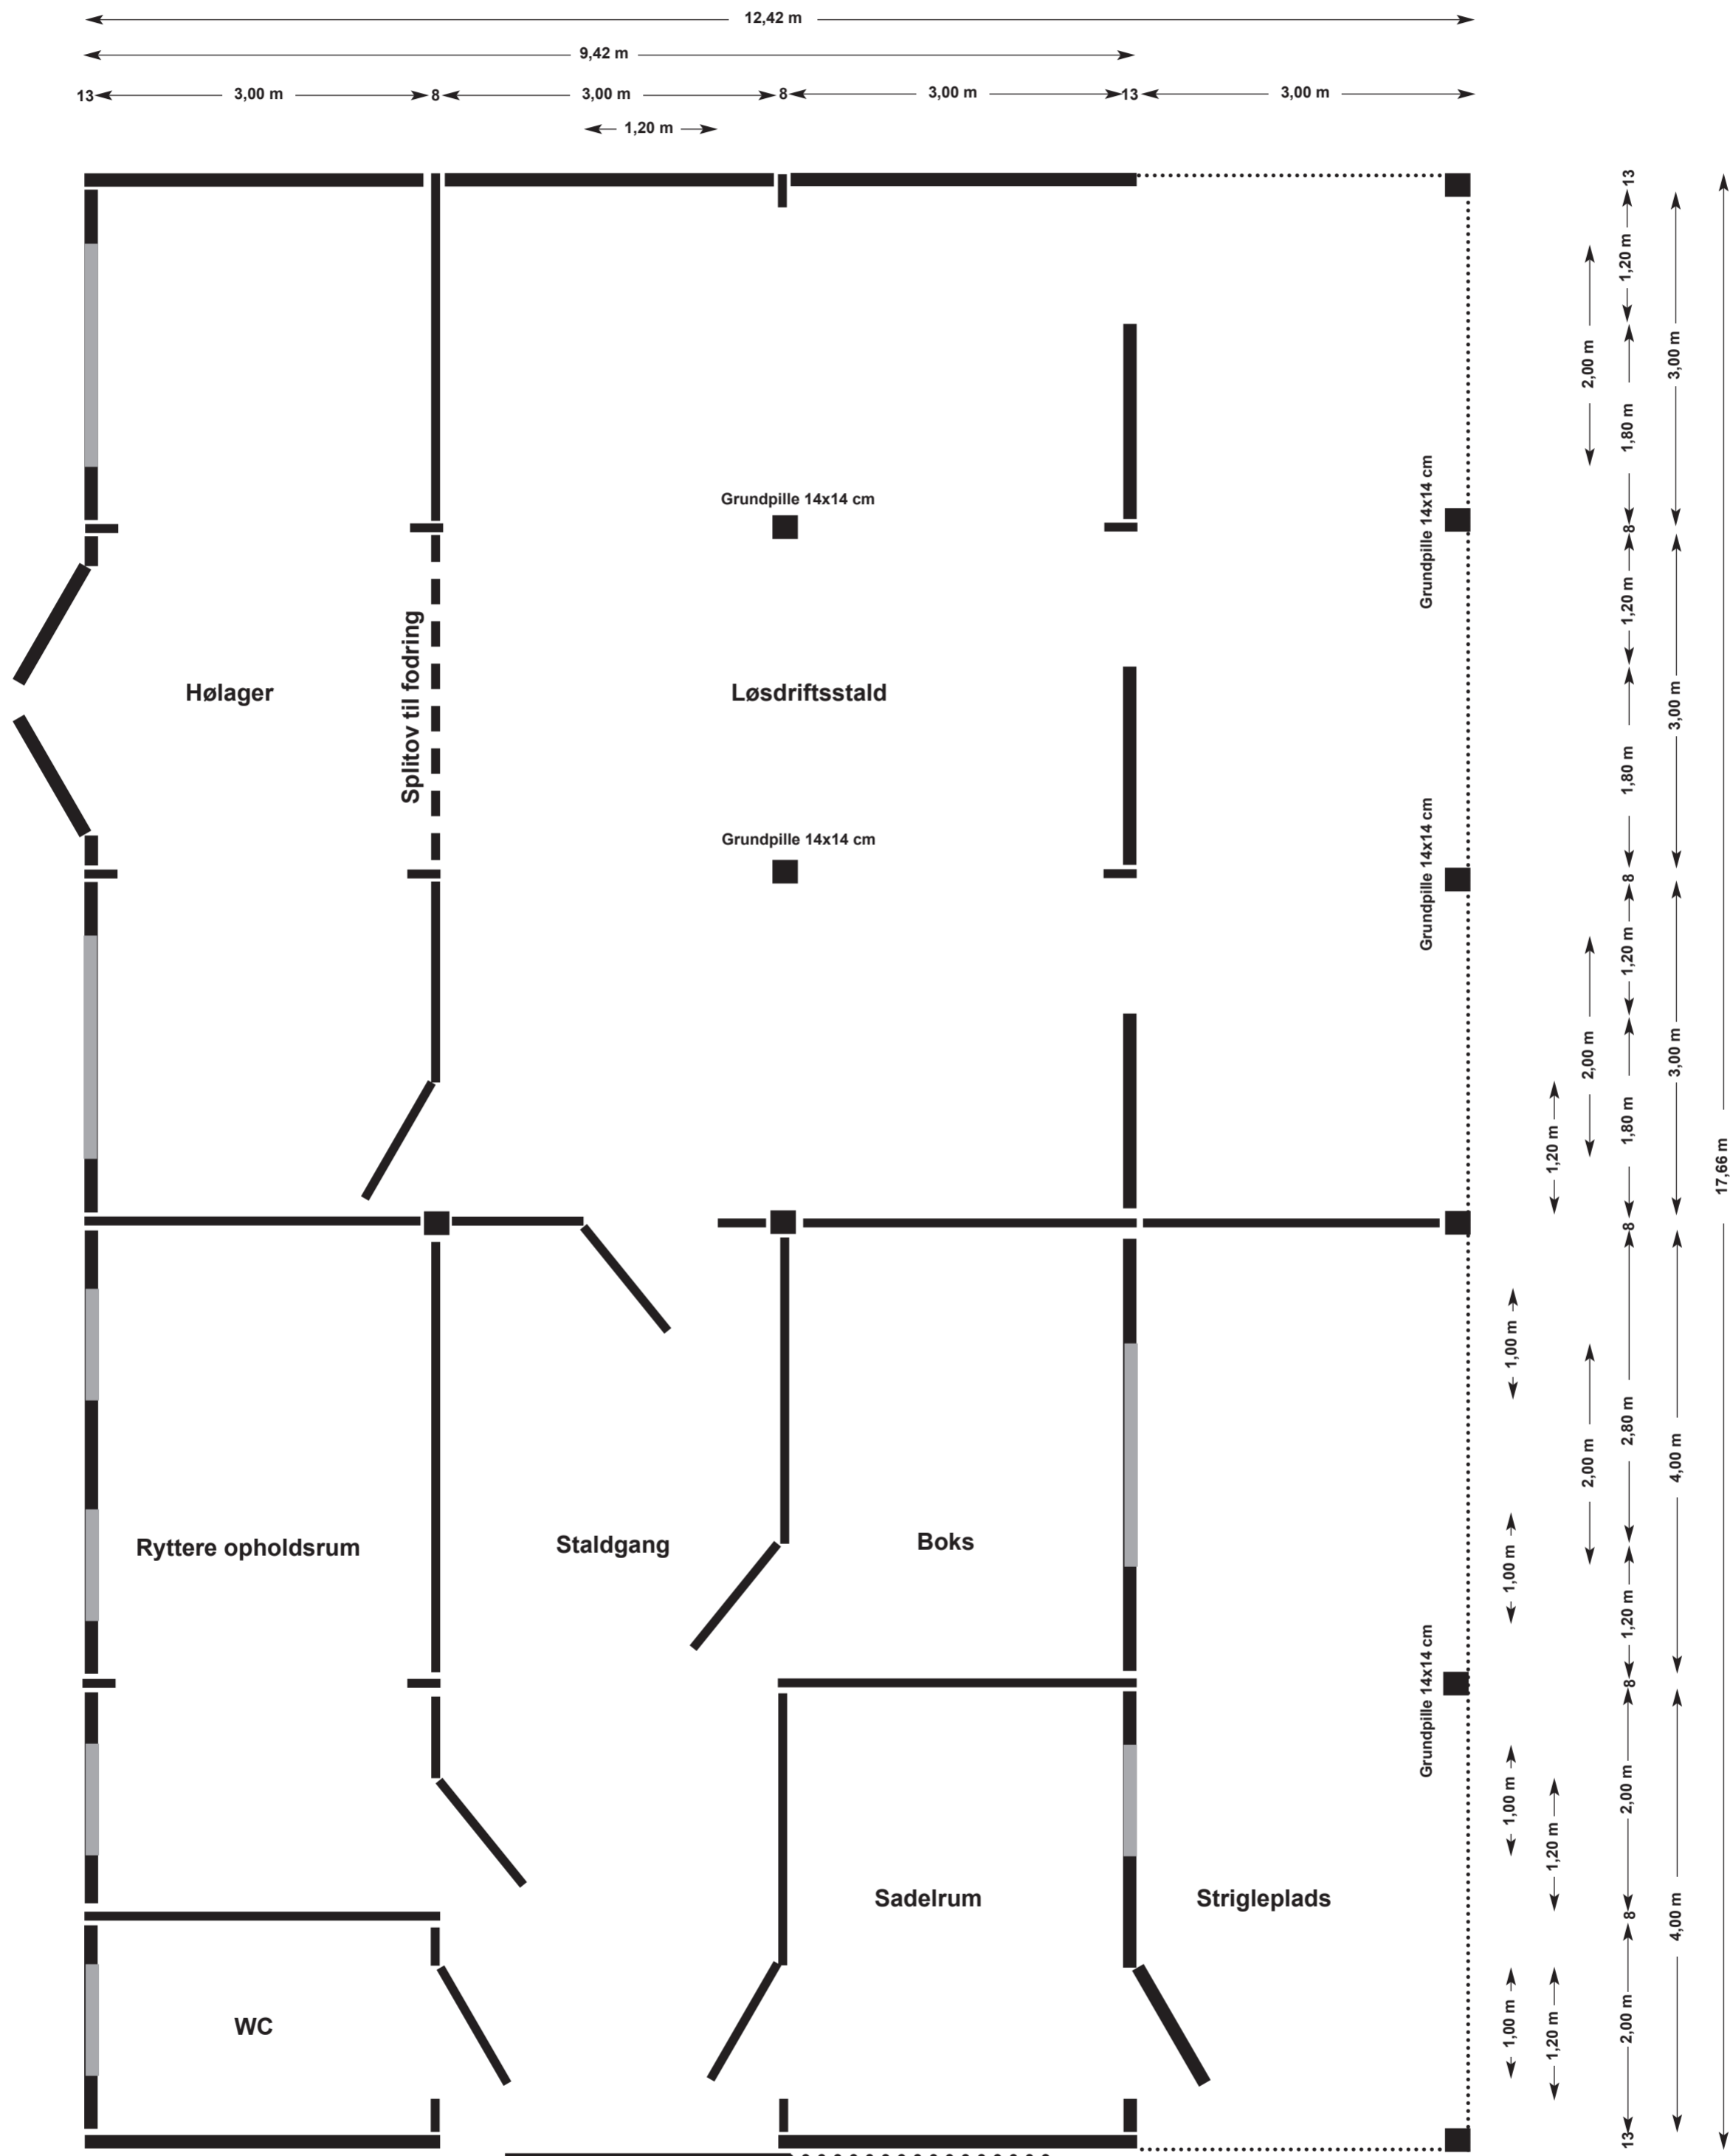 12,42 m
9,42 m
13 3,00 m 8 3,00 m 8 3,00 m 13 3,00 m
1,20 m
Hølager
Splitov til fodring
Løsdriftsstald
Grundpille 14x14 cm
Grundpille 14x14 cm
Grundpille 14x14 cm
Grundpille 14x14 cm
Grundpille 14x14 cm
Ryttere opholdsrum
Staldgang
Boks
Sadelrum
Strigleplads
WC
1,00 m
1,00 m
1,00 m
1,00 m
1,20 m
1,20 m
1,20 m
2,00 m
2,00 m
2,00 m
13
1,20 m
1,80 m
8
1,20 m
1,80 m
8
1,20 m
1,80 m
8
2,80 m
1,20 m
8
2,00 m
8
2,00 m
13
3,00 m
3,00 m
3,00 m
4,00 m
4,00 m
17,66 m